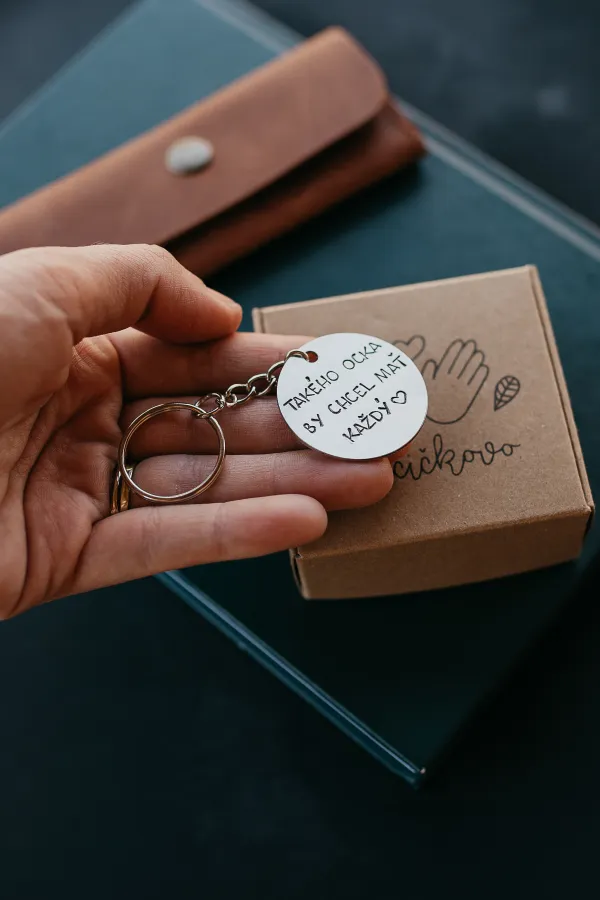 TAKÉHO OCKA
BY CHCEL MAŤ
KAŽDÝ♡